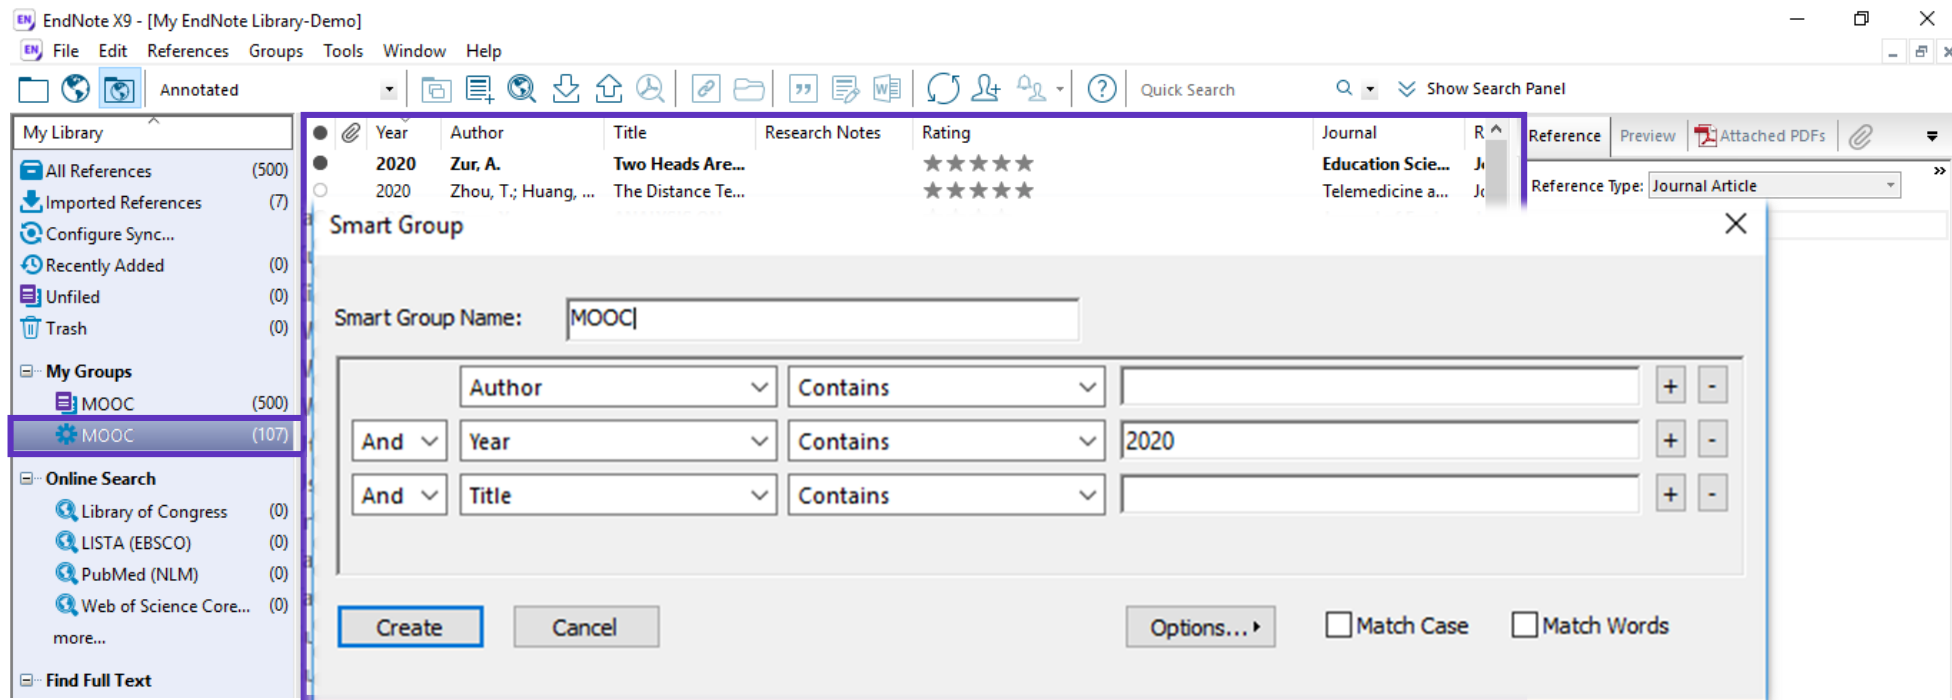 EN EndNote X9 - [My EndNote Library-Demo]
EN File Edit References Groups Tools Window Help
Annotated Quick Search Show Search Panel
My Library
All References (500)
Imported References (7)
Configure Sync...
Recently Added (0)
Unfiled (0)
Trash (0)
My Groups
MOOC (500)
MOOC (107)
Online Search
Library of Congress (0)
LISTA (EBSCO) (0)
PubMed (NLM) (0)
Web of Science Core... (0)
more...
Find Full Text
Year Author Title Research Notes Rating Journal R
2020 Zur, A. Two Heads Are... Education Scie...
2020 Zhou, T.; Huang, ... The Distance Te... Telemedicine a...
Reference Preview Attached PDFs
Reference Type: Journal Article
Smart Group
Smart Group Name: MOOC
Author Contains + -
And Year Contains 2020 + -
And Title Contains + -
Create Cancel Options... Match Case Match Words